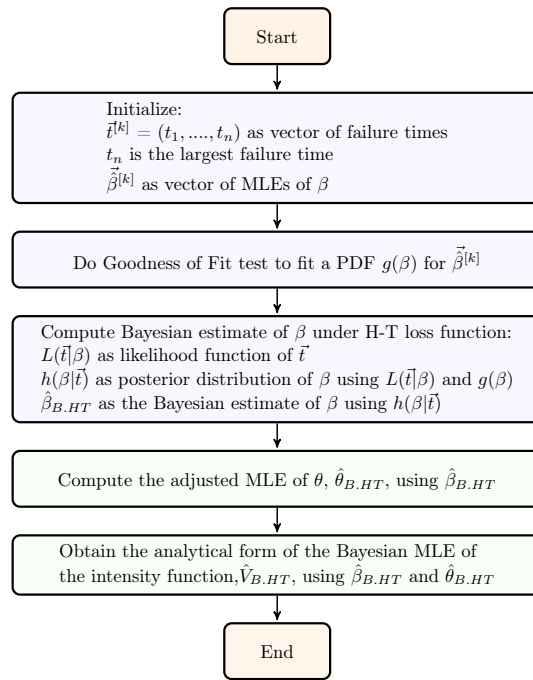 Start
Initialize:
$\vec{t}^{[k]} = (t_1, ...., t_n)$ as vector of failure times
$t_n$ is the largest failure time
$\vec{\hat{\beta}}^{[k]}$ as vector of MLEs of $\beta$
Do Goodness of Fit test to fit a PDF $g(\beta)$ for $\vec{\hat{\beta}}^{[k]}$
Compute Bayesian estimate of $\beta$ under H-T loss function:
$L(\vec{t}|\beta)$ as likelihood function of $\vec{t}$
$h(\beta|\vec{t})$ as posterior distribution of $\beta$ using $L(\vec{t}|\beta)$ and $g(\beta)$
$\hat{\beta}_{B.HT}$ as the Bayesian estimate of $\beta$ using $h(\beta|\vec{t})$
Compute the adjusted MLE of $\theta$, $\hat{\theta}_{B.HT}$, using $\hat{\beta}_{B.HT}$
Obtain the analytical form of the Bayesian MLE of
the intensity function,$\hat{V}_{B.HT}$, using $\hat{\beta}_{B.HT}$ and $\hat{\theta}_{B.HT}$
End